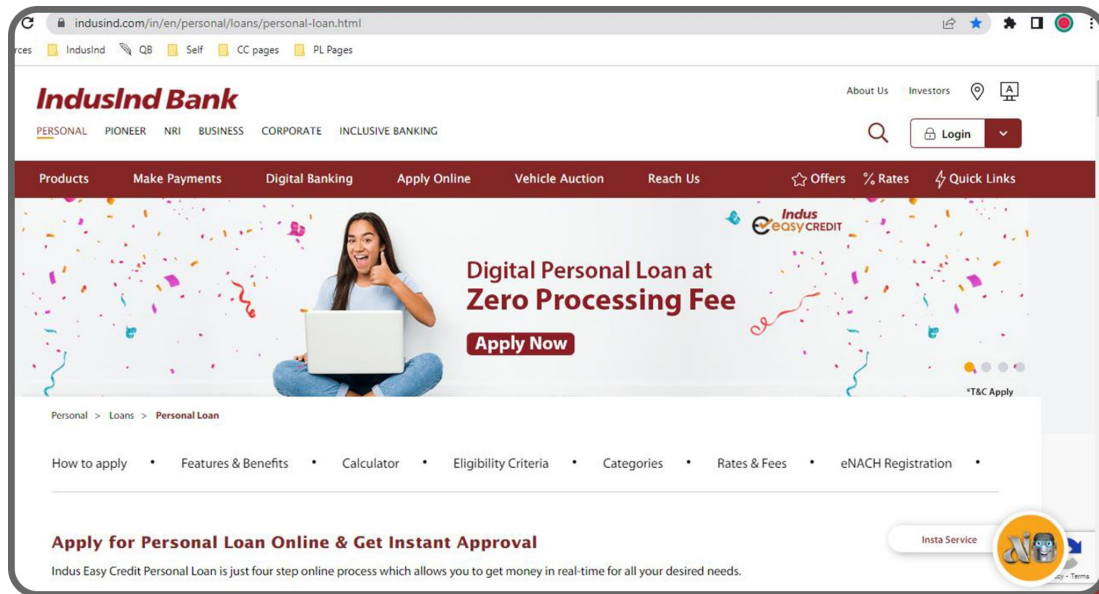 indusind.com/in/en/personal/loans/personal-loan.html
rces IndusInd QB Self CC pages PL Pages
IndusInd Bank
About Us Investors A
PERSONAL PIONEER NRI BUSINESS CORPORATE INCLUSIVE BANKING
Login
Products Make Payments Digital Banking Apply Online Vehicle Auction Reach Us Offers % Rates Quick Links
Indus
easy CREDIT
Digital Personal Loan at
Zero Processing Fee
Apply Now
*T&C Apply
Personal > Loans > Personal Loan
How to apply • Features & Benefits • Calculator • Eligibility Criteria • Categories • Rates & Fees • eNACH Registration •
Apply for Personal Loan Online & Get Instant Approval
Insta Service
Indus Easy Credit Personal Loan is just four step online process which allows you to get money in real-time for all your desired needs.
cy - Terms